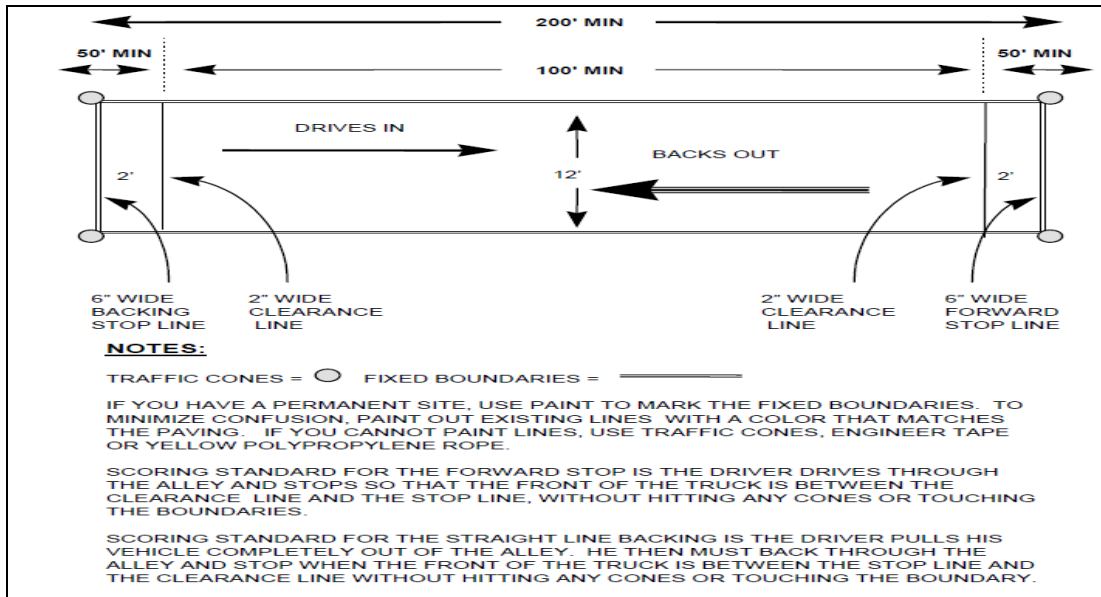 200' MIN
50' MIN
50' MIN
100' MIN
DRIVES IN
BACKS OUT
2'
12'
2'
6" WIDE
BACKING
STOP LINE
2" WIDE
CLEARANCE
LINE
2" WIDE
CLEARANCE
LINE
6" WIDE
FORWARD
STOP LINE
NOTES:
TRAFFIC CONES = FIXED BOUNDARIES =
IF YOU HAVE A PERMANENT SITE, USE PAINT TO MARK THE FIXED BOUNDARIES. TO
MINIMIZE CONFUSION, PAINT OUT EXISTING LINES WITH A COLOR THAT MATCHES
THE PAVING. IF YOU CANNOT PAINT LINES, USE TRAFFIC CONES, ENGINEER TAPE
OR YELLOW POLYPROPYLENE ROPE.
SCORING STANDARD FOR THE FORWARD STOP IS THE DRIVER DRIVES THROUGH
THE ALLEY AND STOPS SO THAT THE FRONT OF THE TRUCK IS BETWEEN THE
CLEARANCE LINE AND THE STOP LINE, WITHOUT HITTING ANY CONES OR TOUCHING
THE BOUNDARIES.
SCORING STANDARD FOR THE STRAIGHT LINE BACKING IS THE DRIVER PULLS HIS
VEHICLE COMPLETELY OUT OF THE ALLEY. HE THEN MUST BACK THROUGH THE
ALLEY AND STOP WHEN THE FRONT OF THE TRUCK IS BETWEEN THE STOP LINE AND
THE CLEARANCE LINE WITHOUT HITTING ANY CONES OR TOUCHING THE BOUNDARY.